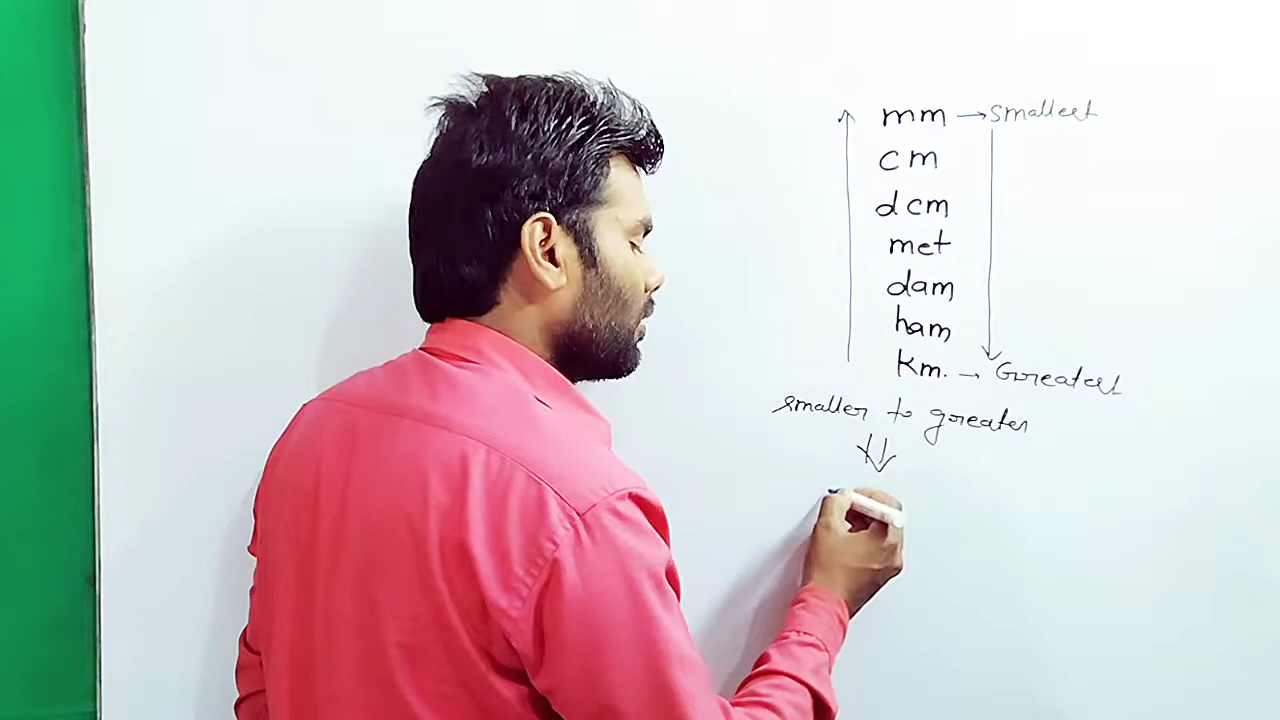 mm → smallest
cm
dcm
met
dam
ham
Km. → Greatest
smaller to greater